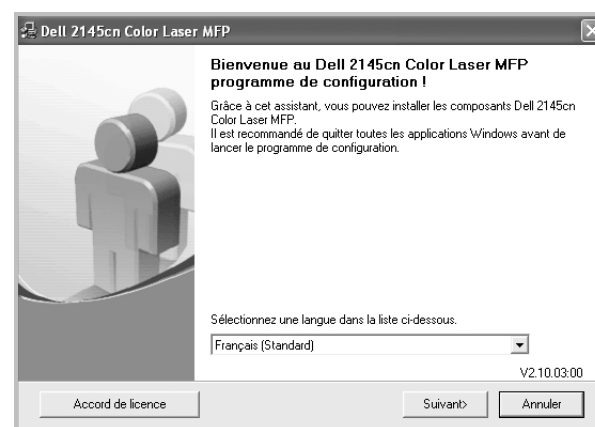 Dell 2145cn Color Laser MFP
Bienvenue au Dell 2145cn Color Laser MFP
programme de configuration !
Grâce à cet assistant, vous pouvez installer les composants Dell 2145cn
Color Laser MFP.
Il est recommandé de quitter toutes les applications Windows avant de
lancer le programme de configuration.
Sélectionnez une langue dans la liste ci-dessous.
Français (Standard)
V2.10.03:00
Accord de licence
Suivant>
Annuler